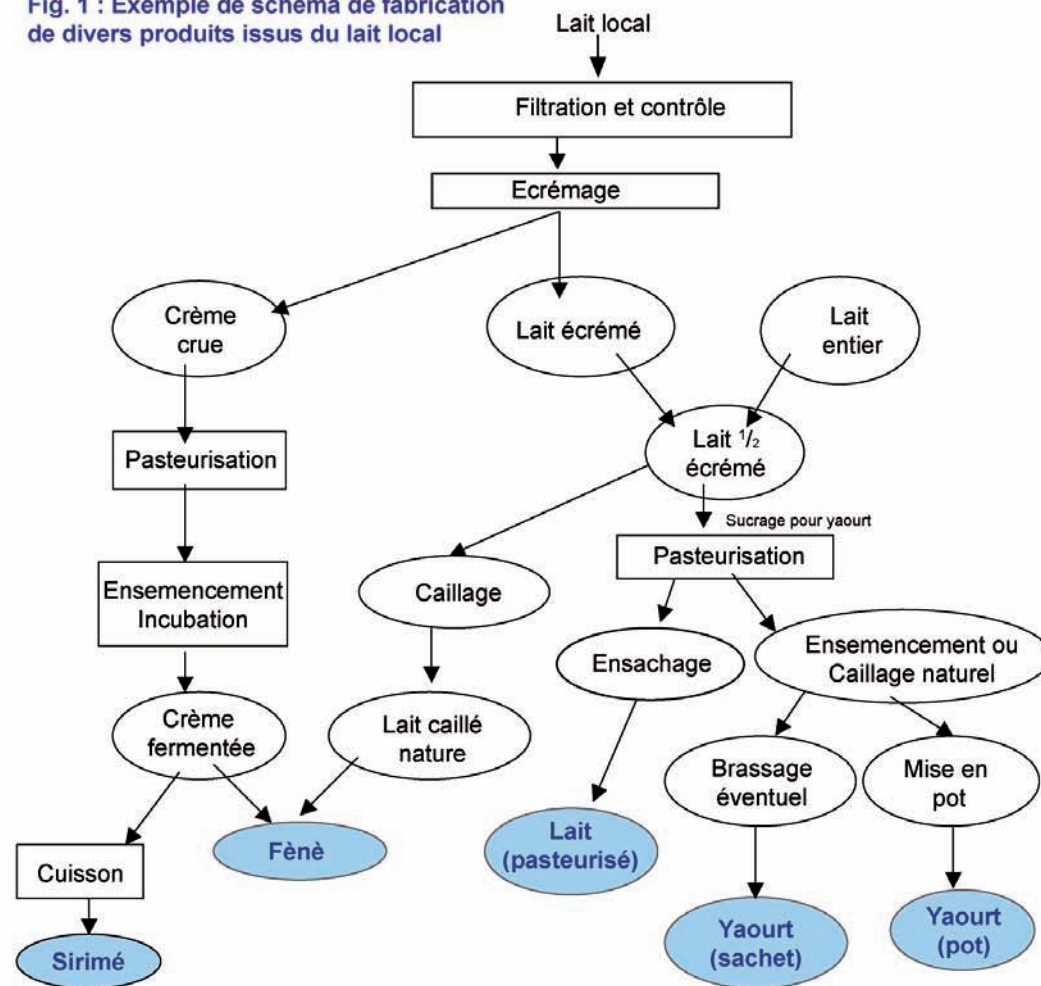 Fig. 1 : Exemple de schéma de fabrication
de divers produits issus du lait local
Lait local
Filtration et contrôle
Ecrémage
Crème
crue
Lait écrémé
Lait
entier
Lait 1/2
écrémé
Pasteurisation
Sucrage pour yaourt
Pasteurisation
Ensemencement
Incubation
Caillage
Ensachage
Ensemencement ou
Caillage naturel
Crème
fermentée
Lait caillé
nature
Brassage
éventuel
Mise en
pot
Cuisson
Fènè
Lait
(pasteurisé)
Sirimé
Yaourt
(sachet)
Yaourt
(pot)